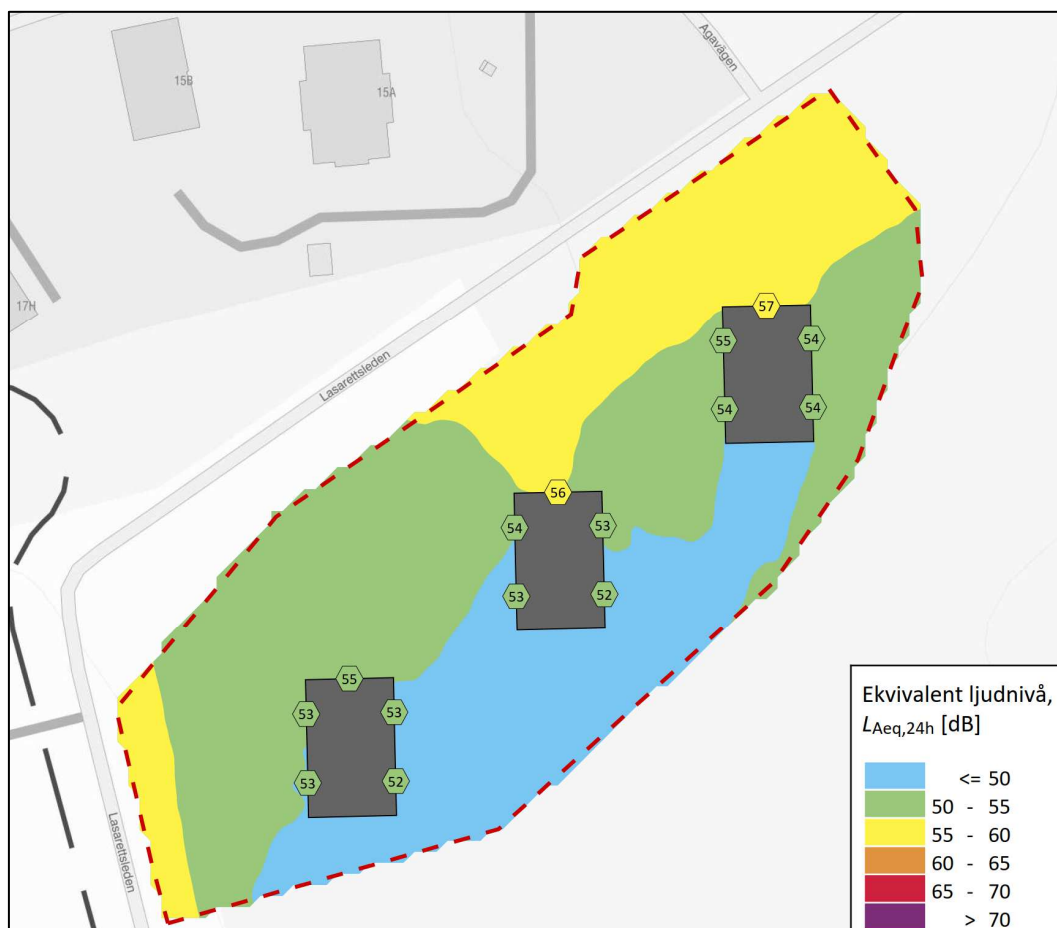 Agavägen
15B
15A
17H
Lasarettsleden
57
55
54
54
54
56
54
53
53
52
55
53
53
53
52
Lasarettsleden
Ekvivalent ljudnivå,
LAeq,24h [dB]
<= 50
50 - 55
55 - 60
60 - 65
65 - 70
> 70